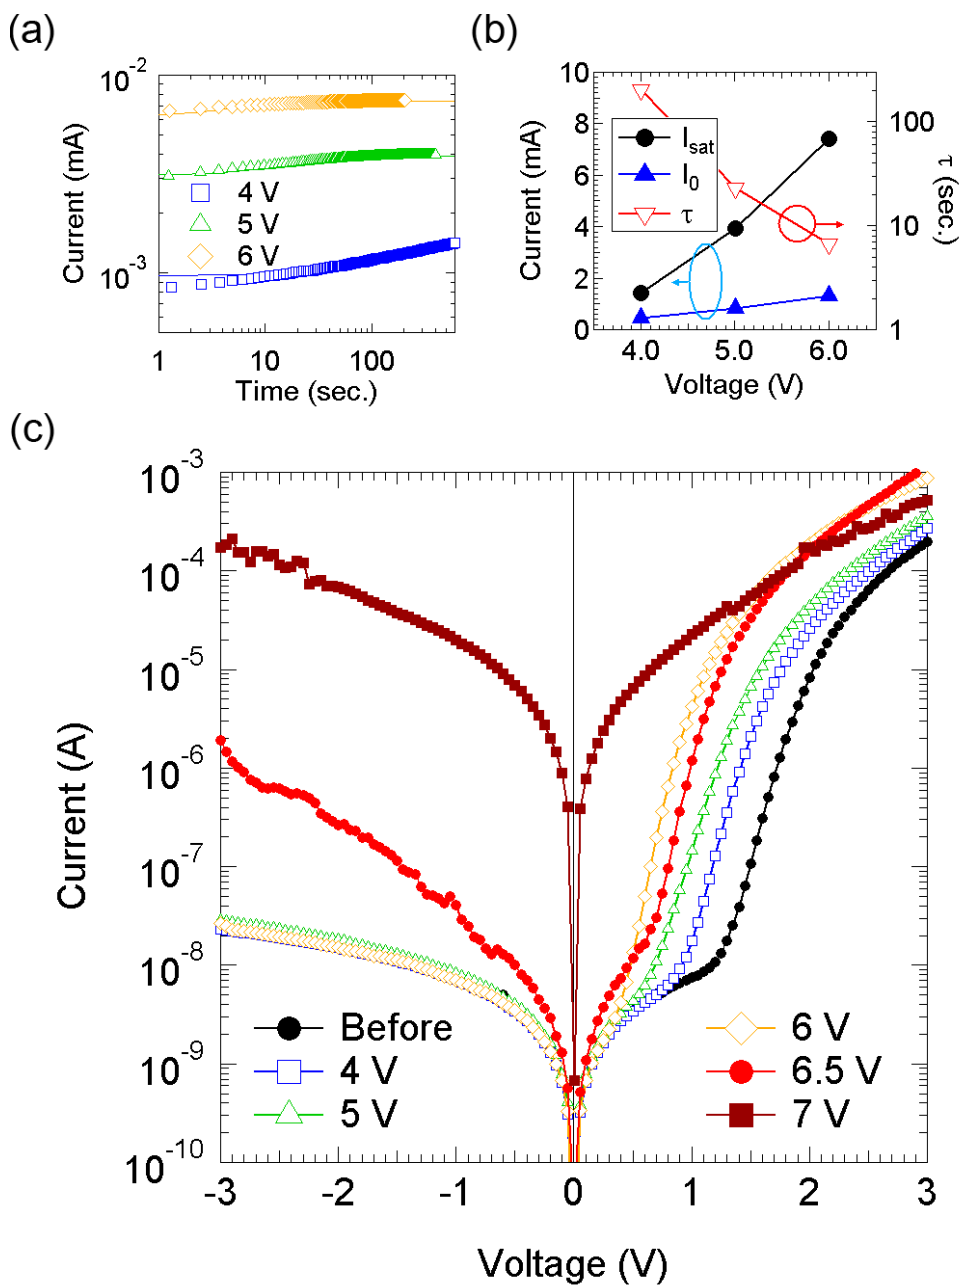 (a)
10⁻²
10⁻³
Current (mA)
4 V
5 V
6 V
1 10 100
Time (sec.)
(b)
10
8
6
4
2
0
Current (mA)
I_sat
I_0
τ
100
10
1
τ (sec.)
4.0 5.0 6.0
Voltage (V)
(c)
10⁻³
10⁻⁴
10⁻⁵
10⁻⁶
10⁻⁷
10⁻⁸
10⁻⁹
10⁻¹⁰
Current (A)
Before
4 V
5 V
6 V
6.5 V
7 V
-3 -2 -1 0 1 2 3
Voltage (V)